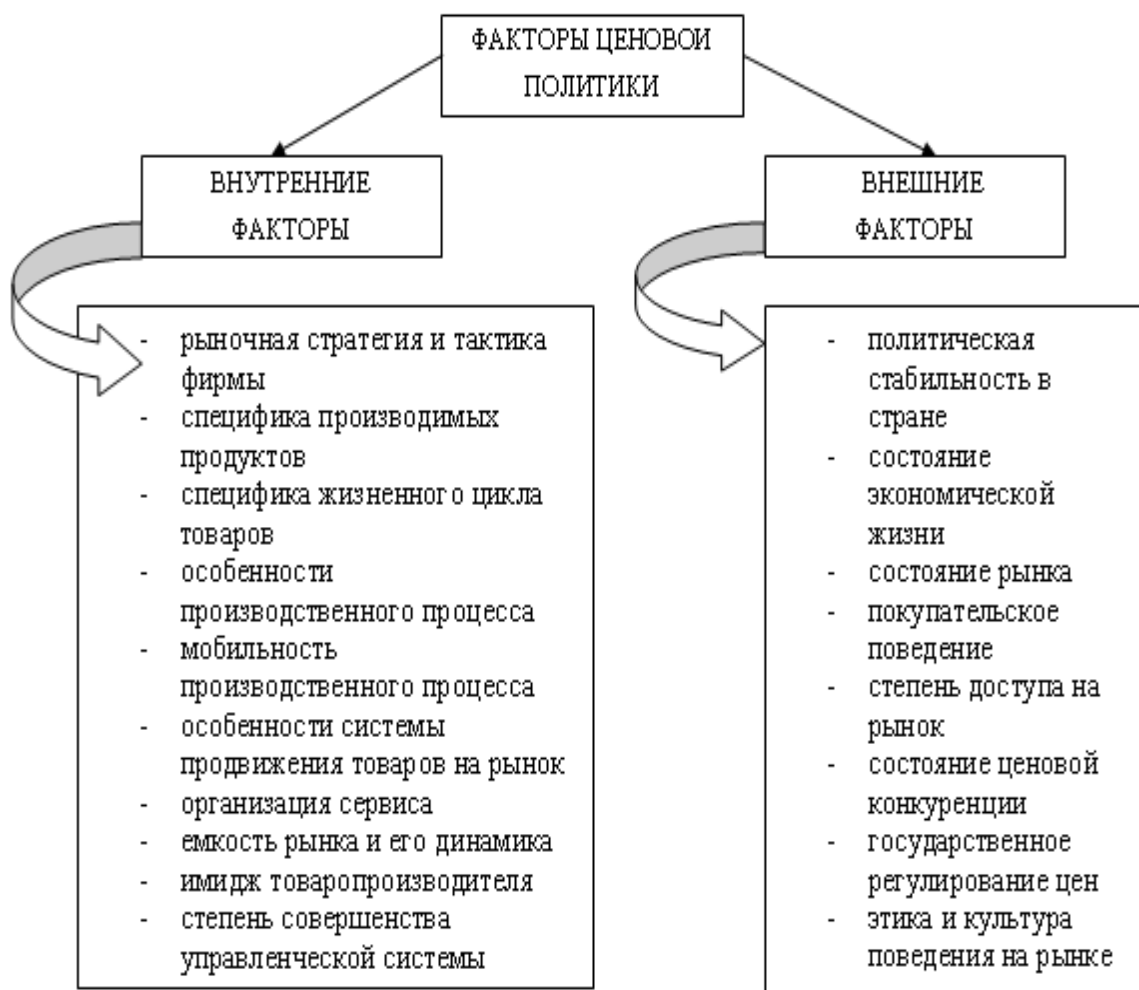 ФАКТОРЫ ЦЕНОВОИ
ПОЛИТИКИ
ВНУТРЕННИЕ
ФАКТОРЫ
ВНЕШНИЕ
ФАКТОРЫ
- рыночная стратегия и тактика
фирмы
- специфика производимых
продуктов
- специфика жизненного цикла
товаров
- особенности
производственного процесса
- мобильность
производственного процесса
- особенности системы
продвижения товаров на рынок
- организация сервиса
- емкость рынка и его динамика
- имидж товаропроизводителя
- степень совершенства
управленческой системы
- политическая
стабильность в
стране
- состояние
экономической
жизни
- состояние рынка
- покупательское
поведение
- степень доступа на
рынок
- состояние ценовой
конкуренции
- государственное
регулирование цен
- этика и культура
поведения на рынке